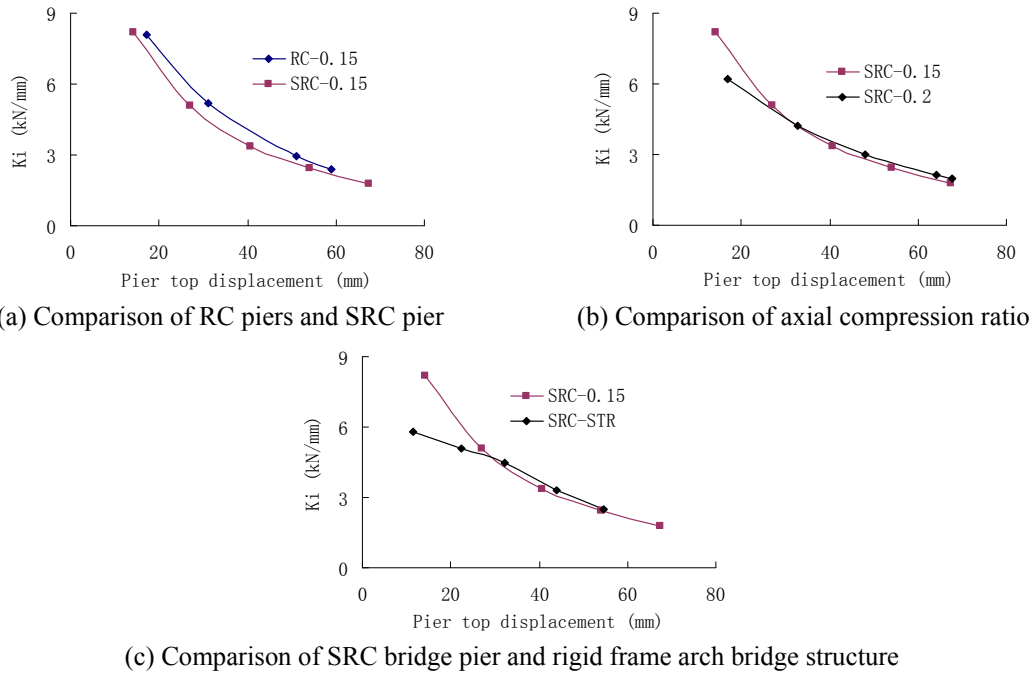 9
6
3
0
Ki (kN/mm)
RC-0.15
SRC-0.15
0 20 40 60 80
Pier top displacement (mm)
(a) Comparison of RC piers and SRC pier
9
6
3
0
Ki (kN/mm)
SRC-0.15
SRC-0.2
0 20 40 60 80
Pier top displacement (mm)
(b) Comparison of axial compression ratio
9
6
3
0
Ki (kN/mm)
SRC-0.15
SRC-STR
0 20 40 60 80
Pier top displacement (mm)
(c) Comparison of SRC bridge pier and rigid frame arch bridge structure